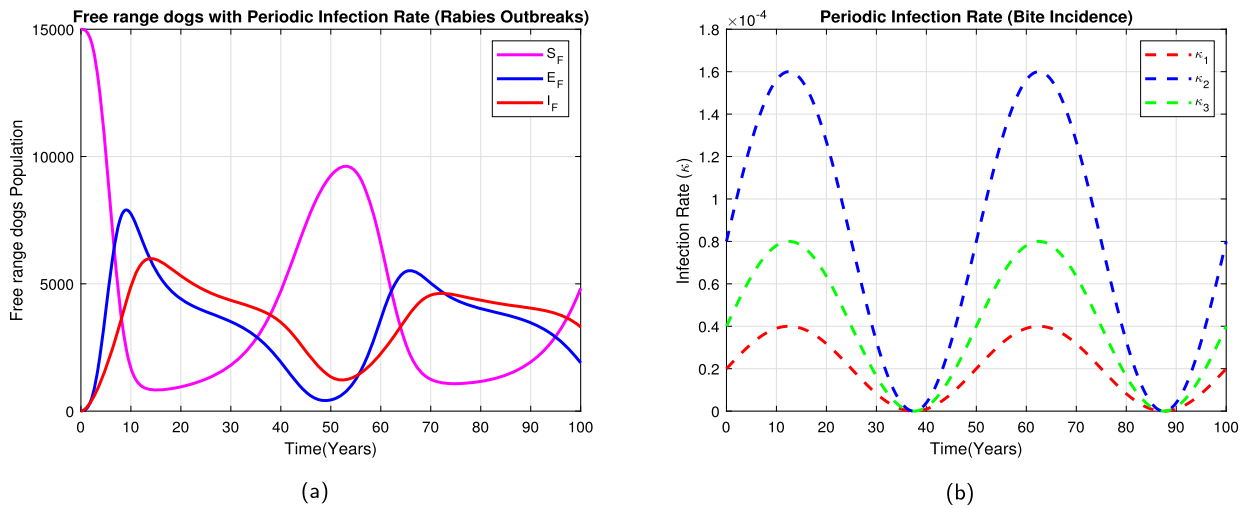 Free range dogs with Periodic Infection Rate (Rabies Outbreaks)
15000
10000
5000
0
Free range dogs Population
S_F
E_F
I_F
0 10 20 30 40 50 60 70 80 90 100
Time(Years)
(a)
Periodic Infection Rate (Bite Incidence)
×10^-4
1.8
1.6
1.4
1.2
1
0.8
0.6
0.4
0.2
0
Infection Rate (κ)
κ_1
κ_2
κ_3
0 10 20 30 40 50 60 70 80 90 100
Time(Years)
(b)